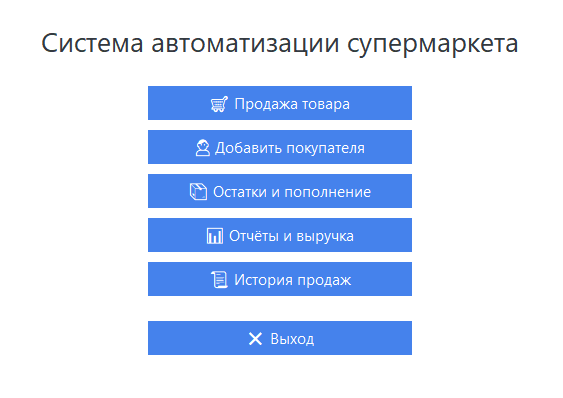 Система автоматизации супермаркета
Продажа товара
Добавить покупателя
Остатки и пополнение
Отчёты и выручка
История продаж
Выход